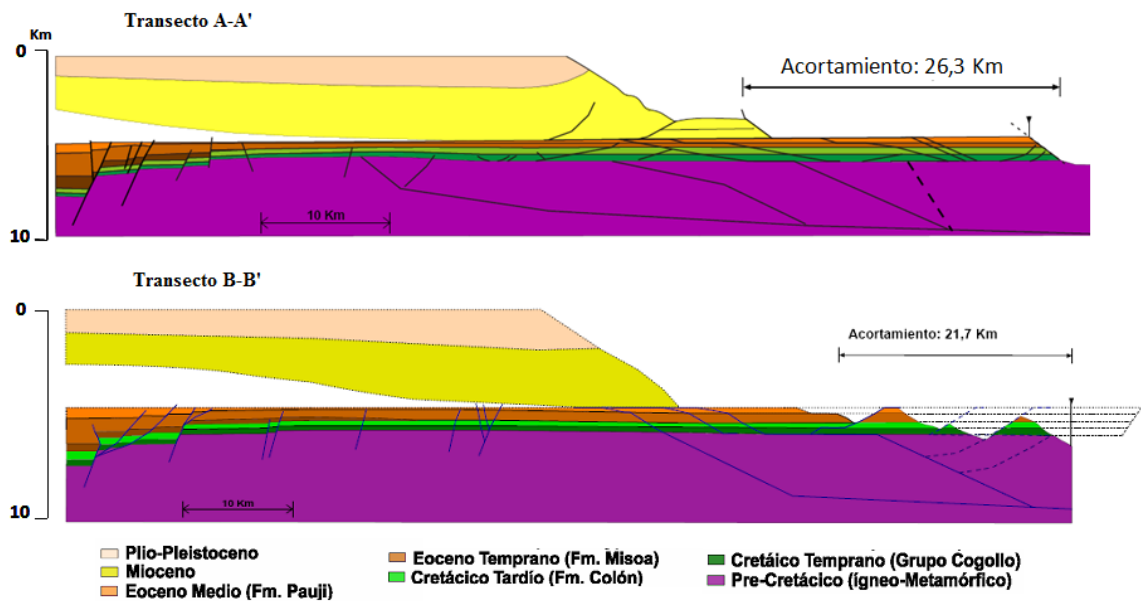 Transecto A-A'
Km
0
Acortamiento: 26,3 Km
10 Km
10
Transecto B-B'
0
Acortamiento: 21,7 Km
10 Km
10
Plio-Pleistoceno
Mioceno
Eoceno Medio (Fm. Pauji)
Eoceno Temprano (Fm. Misoa)
Cretácico Tardío (Fm. Colón)
Cretáico Temprano (Grupo Cogollo)
Pre-Cretácico (ígneo-Metamórfico)